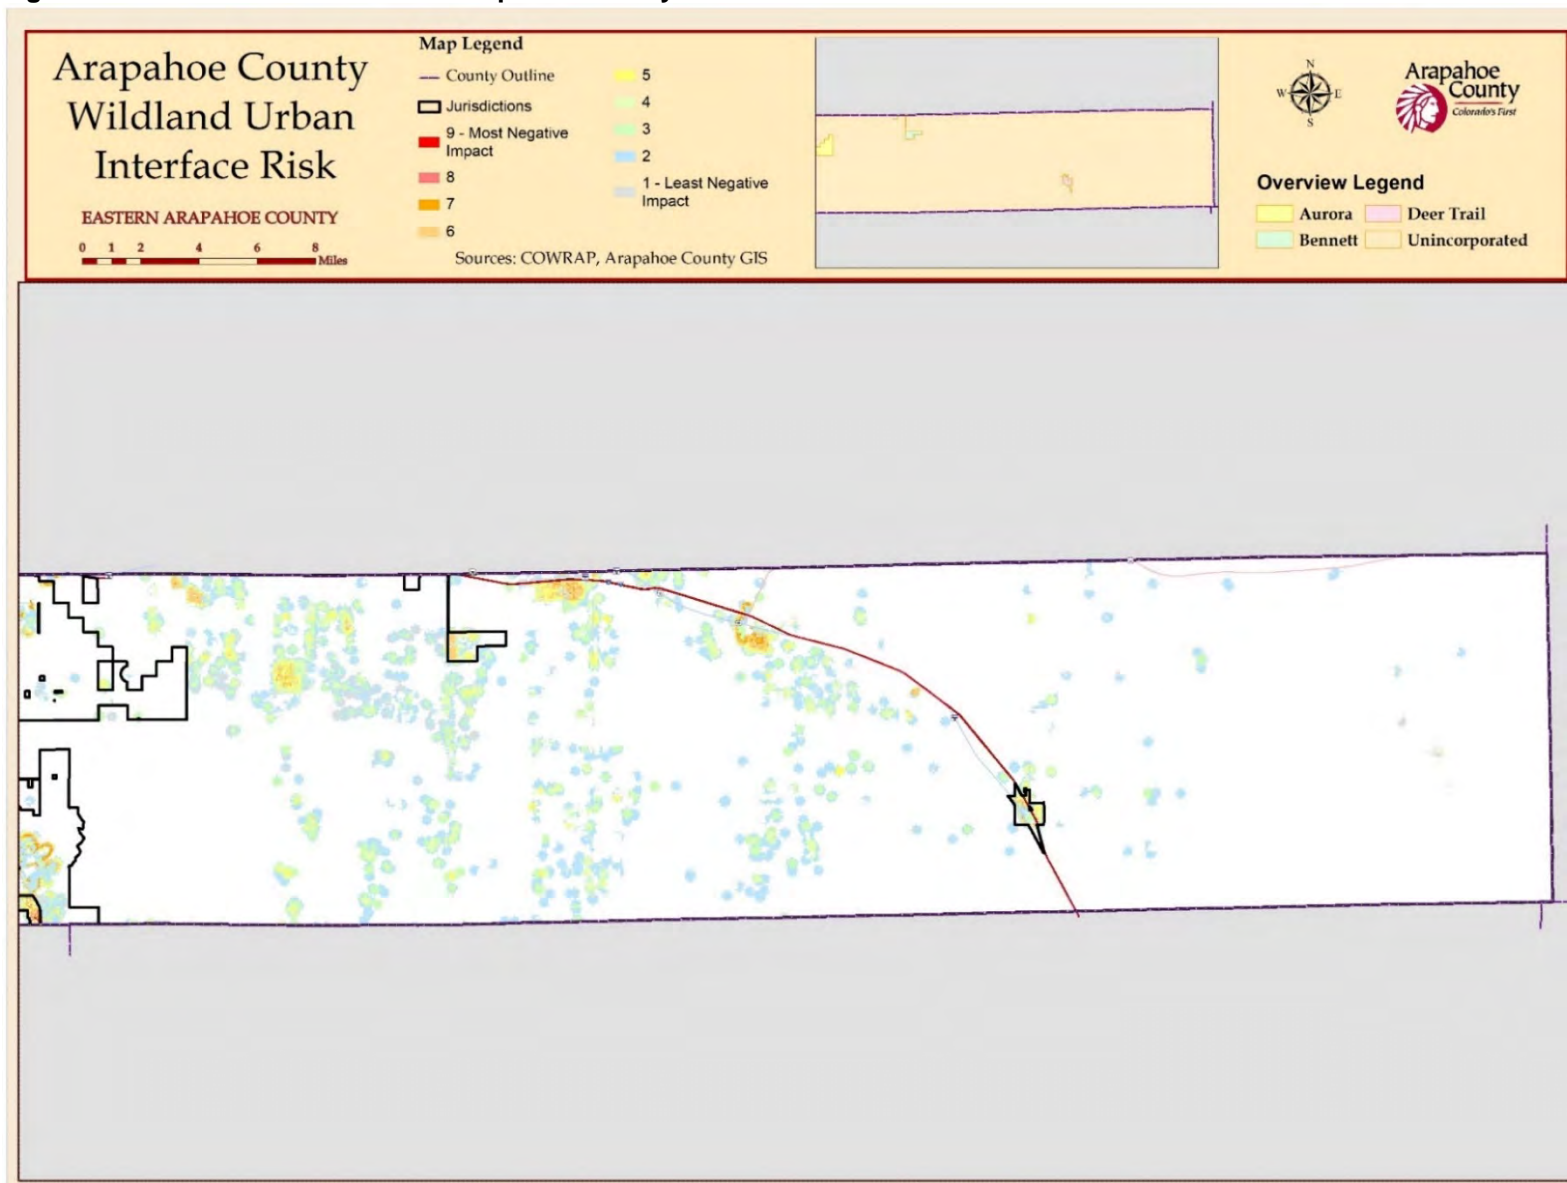 Arapahoe County
Wildland Urban
Interface Risk
EASTERN ARAPAHOE COUNTY
0 1 2 4 6 8
Miles
Map Legend
County Outline
Jurisdictions
9 - Most Negative
Impact
8
7
6
5
4
3
2
1 - Least Negative
Impact
Sources: COWRAP, Arapahoe County GIS
N
W E
S
Arapahoe
County
Colorado's First
Overview Legend
Aurora
Deer Trail
Bennett
Unincorporated